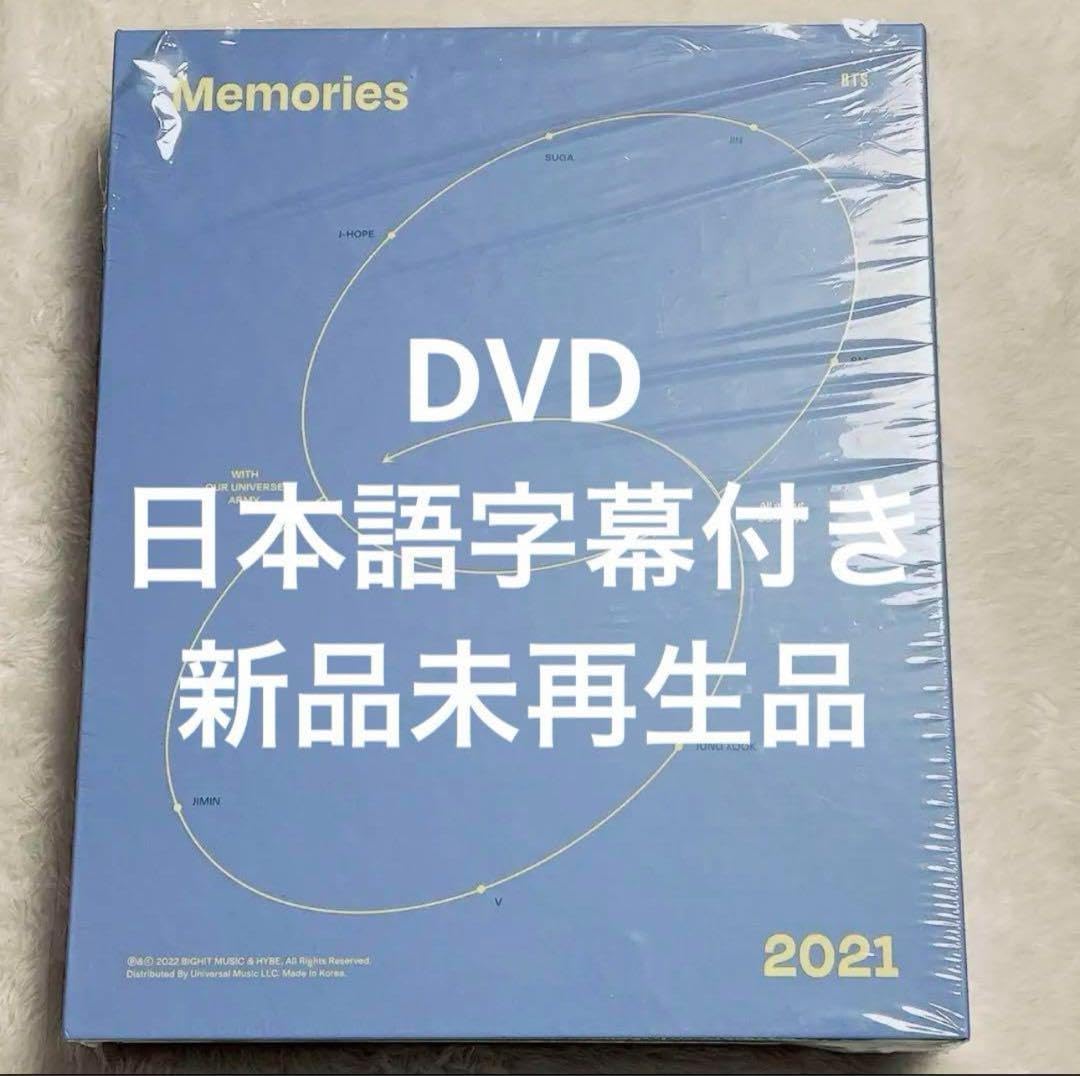 Memories
BTS
JIN
SUGA
J-HOPE
DVD
WITH
OUR UNIVERSE
ARMY
日本語字幕付き
新品未再生品
JUNG KOOK
JIMIN
V
2021
℗&© 2022 BIGHIT MUSIC & HYBE. All Rights Reserved.
Distributed By Universal Music LLC. Made In Korea.